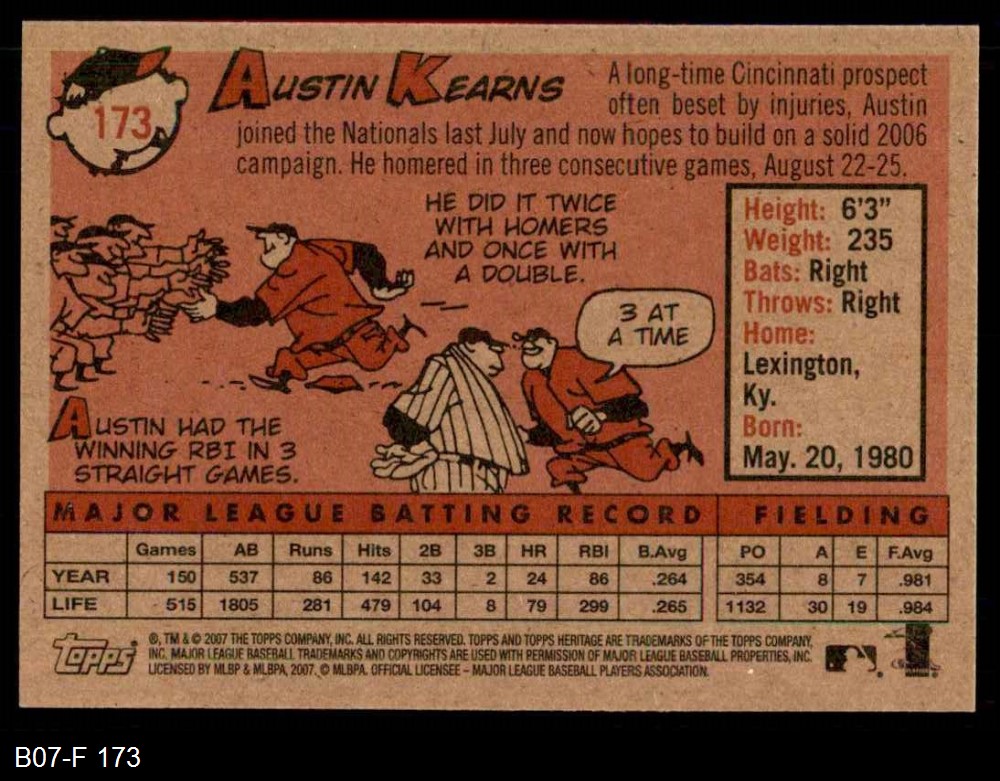 173
AUSTIN KEARNS
A long-time Cincinnati prospect
often beset by injuries, Austin
joined the Nationals last July and now hopes to build on a solid 2006
campaign. He homered in three consecutive games, August 22-25.
HE DID IT TWICE
WITH HOMERS
AND ONCE WITH
A DOUBLE.
3 AT
A TIME
AUSTIN HAD THE
WINNING RBI IN 3
STRAIGHT GAMES.
Height: 6'3"
Weight: 235
Bats: Right
Throws: Right
Home:
Lexington,
Ky.
Born:
May. 20, 1980
MAJOR LEAGUE BATTING RECORD FIELDING
Games AB Runs Hits 2B 3B HR RBI B.Avg PO A E F.Avg
YEAR 150 537 86 142 33 2 24 86 .264 354 8 7 .981
LIFE 515 1805 281 479 104 8 79 299 .265 1132 30 19 .984
Topps
®, TM & © 2007 THE TOPPS COMPANY, INC. ALL RIGHTS RESERVED. TOPPS AND TOPPS HERITAGE ARE TRADEMARKS OF THE TOPPS COMPANY,
INC. MAJOR LEAGUE BASEBALL TRADEMARKS AND COPYRIGHTS ARE USED WITH PERMISSION OF MAJOR LEAGUE BASEBALL PROPERTIES, INC.
LICENSED BY MLBP & MLBPA, 2007. © MLBPA. OFFICIAL LICENSEE – MAJOR LEAGUE BASEBALL PLAYERS ASSOCIATION.
B07-F 173